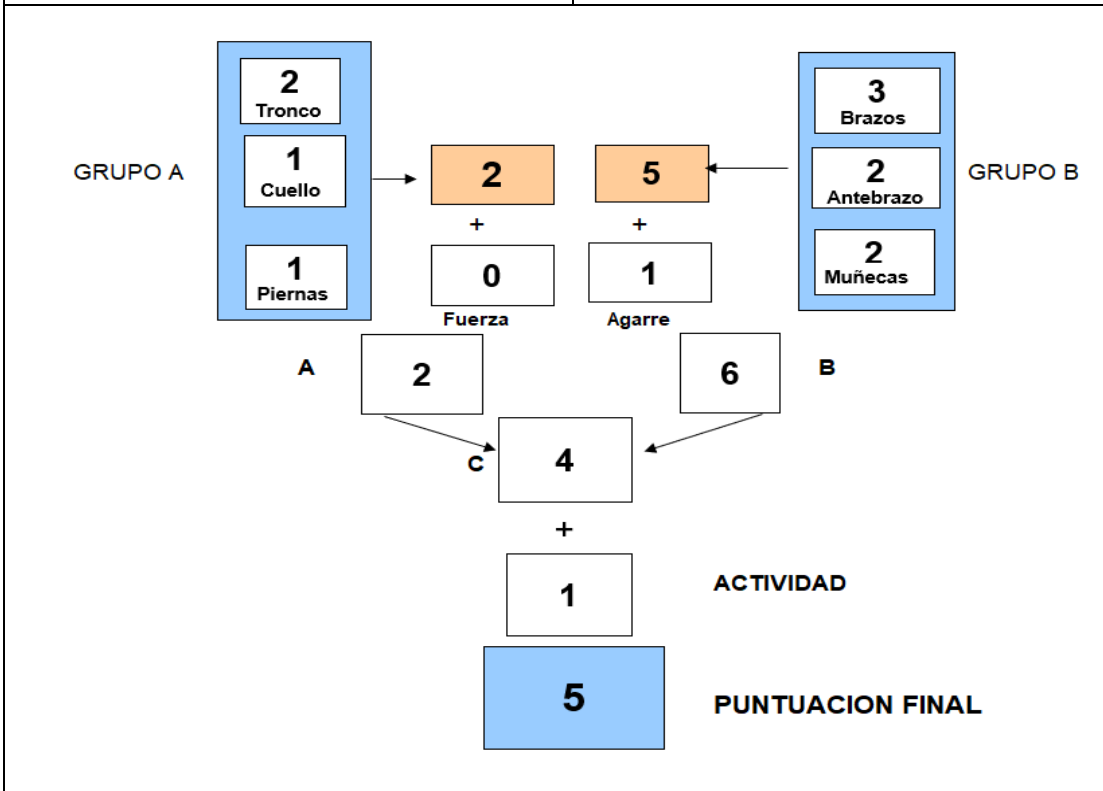 GRUPO A
2
Tronco
1
Cuello
1
Piernas
2
+
0
Fuerza
5
+
1
Agarre
3
Brazos
2
Antebrazo
2
Muñecas
GRUPO B
A
2
6
B
C
4
+
1
ACTIVIDAD
5
PUNTUACION FINAL